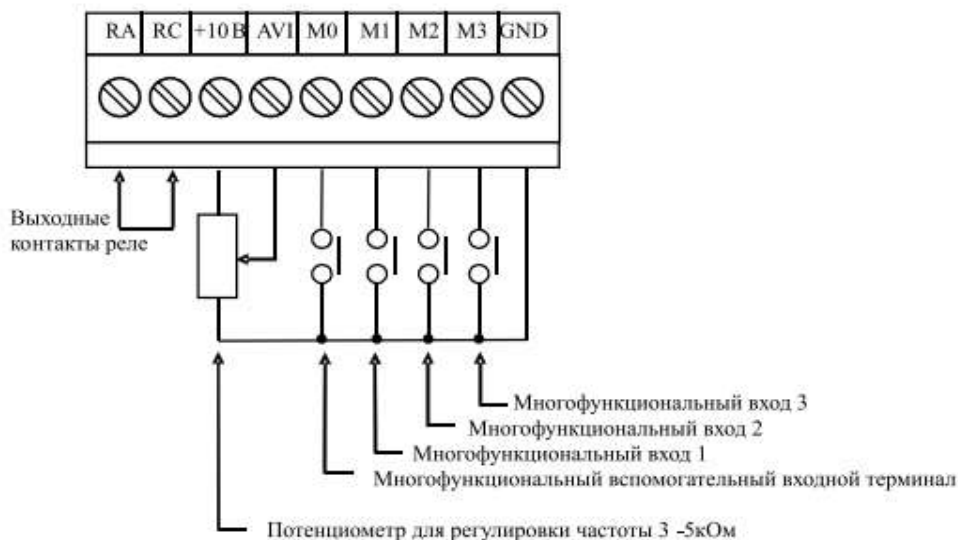 RA RC +10 В AVI M0 M1 M2 M3 GND
Выходные
контакты реле
Многофункциональный вход 3
Многофункциональный вход 2
Многофункциональный вход 1
Многофункциональный вспомогательный входной терминал
Потенциометр для регулировки частоты 3 -5кОм